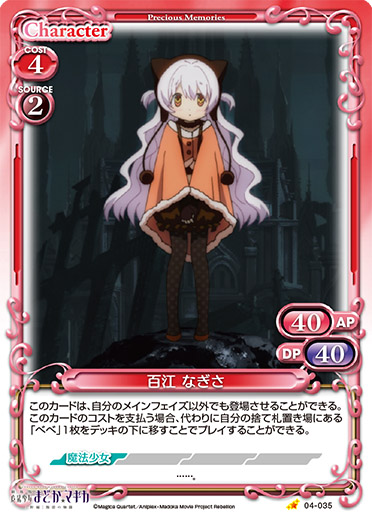 Precious Memories
Character
COST
4
SOURCE
2
40 AP
DP 40
百江 なぎさ
このカードは、自分のメインフェイズ以外でも登場させることができる。
このカードのコストを支払う場合、代わりに自分の捨て札置き場にある
「べべ」1枚をデッキの下に移すことでプレイすることができる。
魔法少女
……。
まどか☆マギカ
04-035
©Magica Quartet／Aniplex・Madoka Movie Project Rebellion